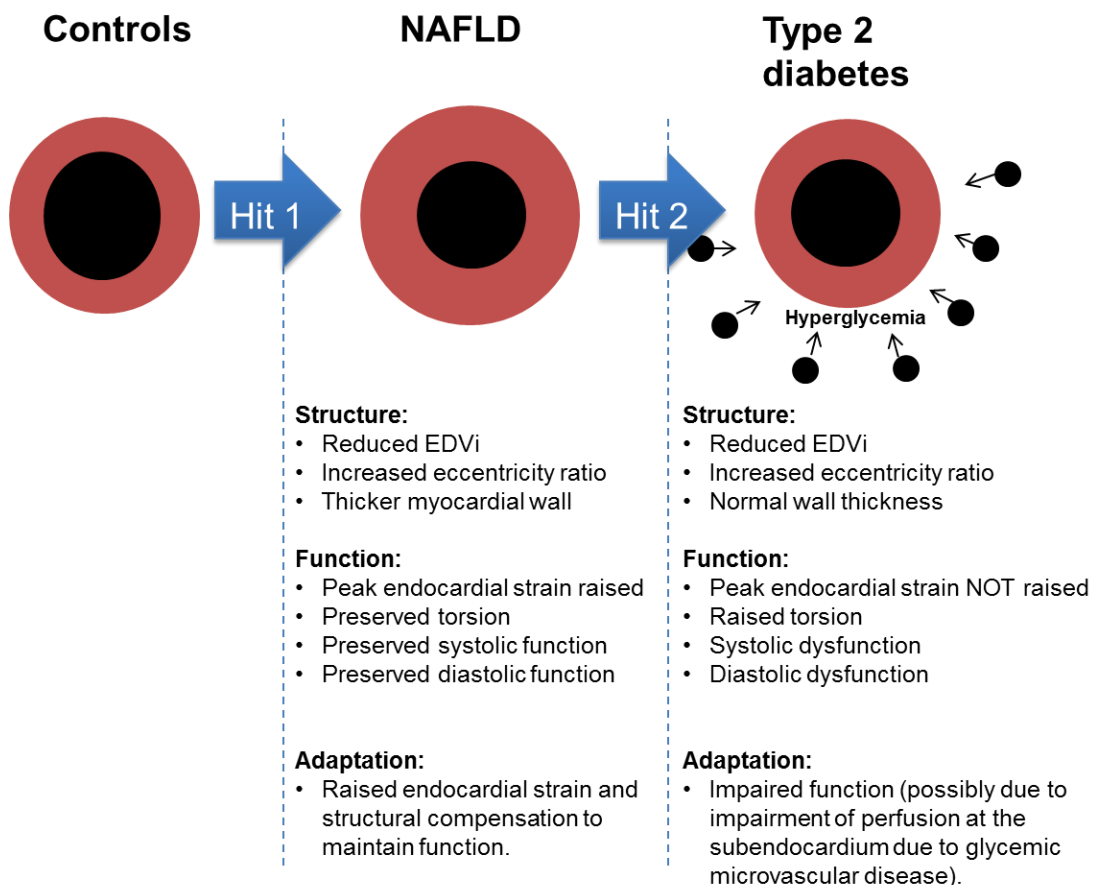 Controls
NAFLD
Type 2
diabetes
Hit 1
Hit 2
Hyperglycemia
Structure:
• Reduced EDVi
• Increased eccentricity ratio
• Thicker myocardial wall
Function:
• Peak endocardial strain raised
• Preserved torsion
• Preserved systolic function
• Preserved diastolic function
Adaptation:
• Raised endocardial strain and
structural compensation to
maintain function.
Structure:
• Reduced EDVi
• Increased eccentricity ratio
• Normal wall thickness
Function:
• Peak endocardial strain NOT raised
• Raised torsion
• Systolic dysfunction
• Diastolic dysfunction
Adaptation:
• Impaired function (possibly due to
impairment of perfusion at the
subendocardium due to glycemic
microvascular disease).